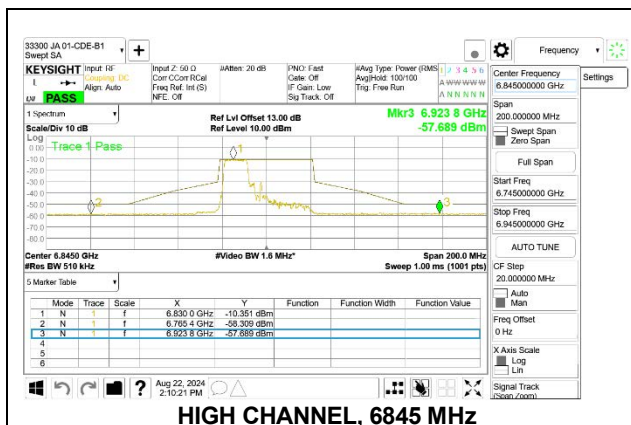 33300 JA 01-CDE-B1
Swept SA
Frequency
KEYSIGHT
Input: RF
Coupling: DC
Align: Auto
Input Z: 50 Ω
Corr CCorr RCal
Freq Ref: Int (S)
NFE: Off
#Atten: 20 dB
PNO: Fast
Gate: Off
IF Gain: Low
Sig Track: Off
#Avg Type: Power (RMS
Avg|Hold: 100/100
Trig: Free Run
1 2 3 4 5 6
A W W W W W
A N N N N N
L
PASS
Center Frequency
6.845000000 GHz
Settings
Span
200.000000 MHz
Swept Span
Zero Span
Full Span
Start Freq
6.745000000 GHz
Stop Freq
6.945000000 GHz
AUTO TUNE
CF Step
20.000000 MHz
Auto
Man
Freq Offset
0 Hz
X Axis Scale
Log
Lin
Signal Track
(Span Zoom)
1 Spectrum
Scale/Div 10 dB
Ref Lvl Offset 13.00 dB
Ref Level 10.00 dBm
Mkr3 6.923 8 GHz
-57.689 dBm
Log
Trace 1 Pass
0.00
-10.0
-20.0
-30.0
-40.0
-50.0
-60.0
-70.0
-80.0
1
2
3
Center 6.8450 GHz
#Video BW 1.6 MHz*
Span 200.0 MHz
#Res BW 510 kHz
Sweep 1.00 ms (1001 pts)
5 Marker Table
Mode Trace Scale X Y Function Function Width Function Value
1 N 1 f 6.830 0 GHz -10.351 dBm
2 N 1 f 6.765 4 GHz -58.309 dBm
3 N 1 f 6.923 8 GHz -57.689 dBm
4
5
6
?
Aug 22, 2024
2:10:21 PM
HIGH CHANNEL, 6845 MHz